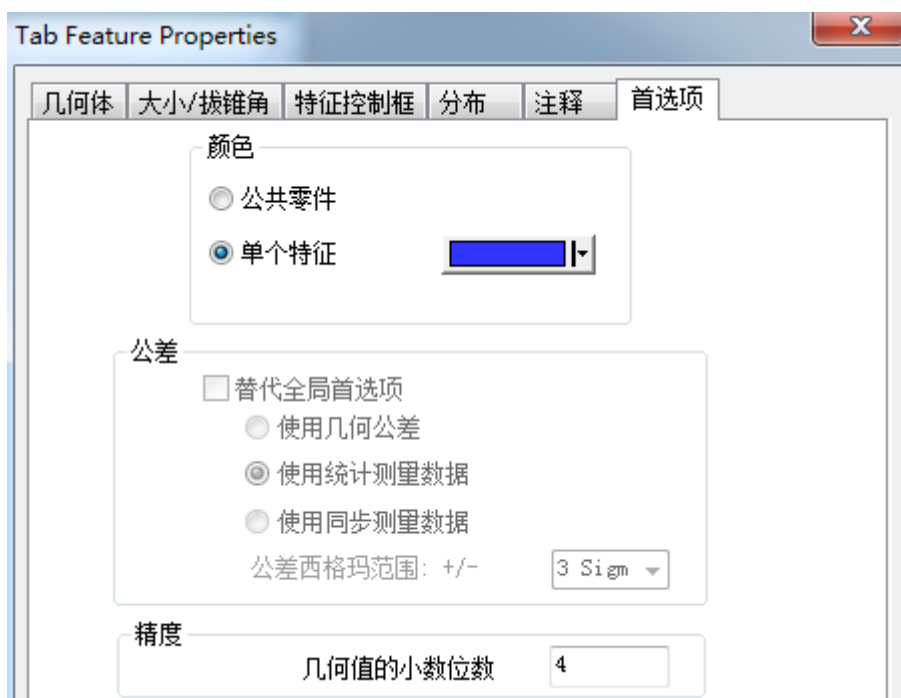 Tab Feature Properties
几何体 大小/拔锥角 特征控制框 分布 注释 首选项
颜色
公共零件
单个特征
公差
替代全局首选项
使用几何公差
使用统计测量数据
使用同步测量数据
公差西格玛范围: +/- 3 Sigm
精度
几何值的小数位数 4